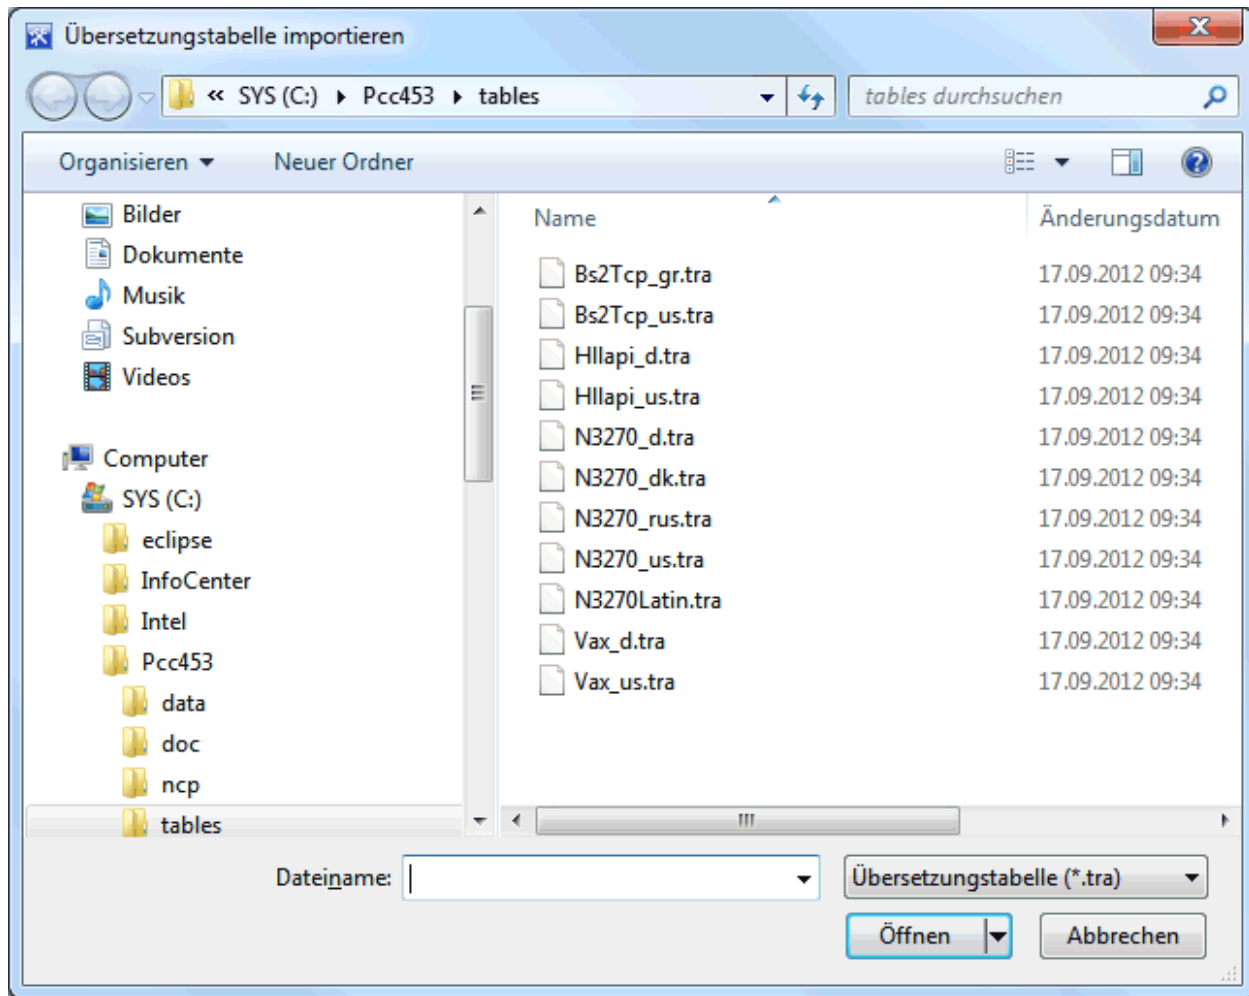 Übersetzungstabelle importieren
« SYS (C:) Pcc453 tables tables durchsuchen
Organisieren Neuer Ordner
Bilder
Dokumente
Musik
Subversion
Videos
Computer
SYS (C:)
eclipse
InfoCenter
Intel
Pcc453
data
doc
ncp
tables
Name Änderungsdatum
Bs2Tcp_gr.tra 17.09.2012 09:34
Bs2Tcp_us.tra 17.09.2012 09:34
Hllapi_d.tra 17.09.2012 09:34
Hllapi_us.tra 17.09.2012 09:34
N3270_d.tra 17.09.2012 09:34
N3270_dk.tra 17.09.2012 09:34
N3270_rus.tra 17.09.2012 09:34
N3270_us.tra 17.09.2012 09:34
N3270Latin.tra 17.09.2012 09:34
Vax_d.tra 17.09.2012 09:34
Vax_us.tra 17.09.2012 09:34
Dateiname: Übersetzungstabelle (*.tra)
Öffnen Abbrechen